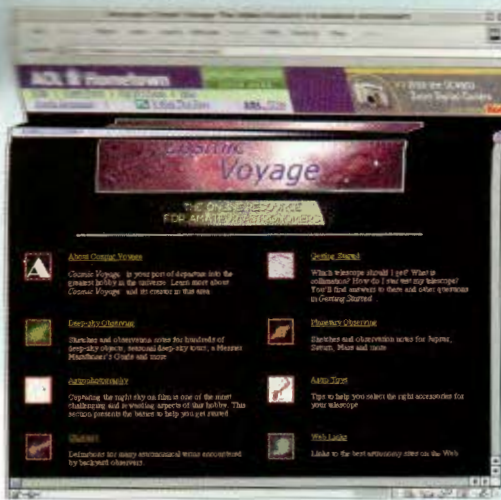 Hometown
Cosmic
Voyage
THE ONLINE RESOURCE
FOR AMATEUR ASTRONOMERS
About Cosmic Voyage
Cosmic Voyage is your port of departure into the
greatest hobby in the universe. Learn more about
Cosmic Voyage and its creator in this area
Deep-sky Observing
Sketches and observation notes for hundreds of
deep-sky objects, seasonal deep-sky tours, a Messier
Marathoner's Guide and more
Astrophotography
Capturing the night sky on film is one of the most
challenging and rewarding aspects of this hobby. This
section presents the basics to help you get started
Definitions for many astronomical terms encountered
by backyard observers.
Getting Started
Which telescope should I get? What is
collimation? How do I star test my telescope?
You'll find answers to these and other questions
in Getting Started
Planetary Observing
Sketches and observation notes for Jupiter,
Saturn, Mars and more
Astro Toys
Tips to help you select the right accessories for
your telescope
Web Links
Links to the best astronomy sites on the Web